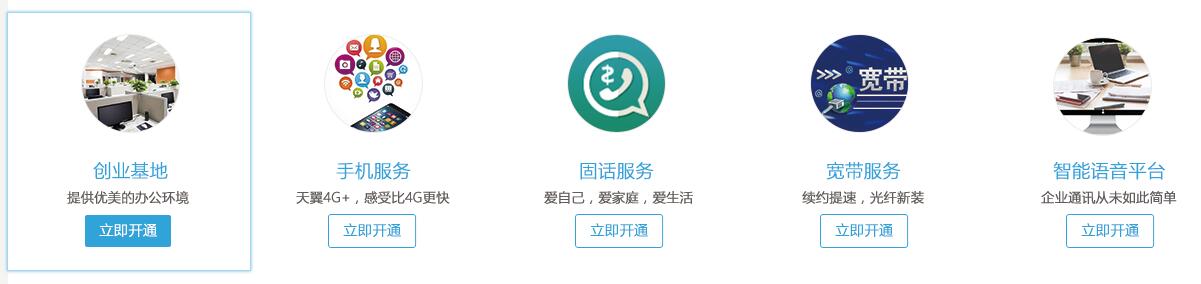 宽带
创业基地
提供优美的办公环境
立即开通
手机服务
天翼4G+，感受比4G更快
立即开通
固话服务
爱自己，爱家庭，爱生活
立即开通
宽带服务
续约提速，光纤新装
立即开通
智能语音平台
企业通讯从未如此简单
立即开通